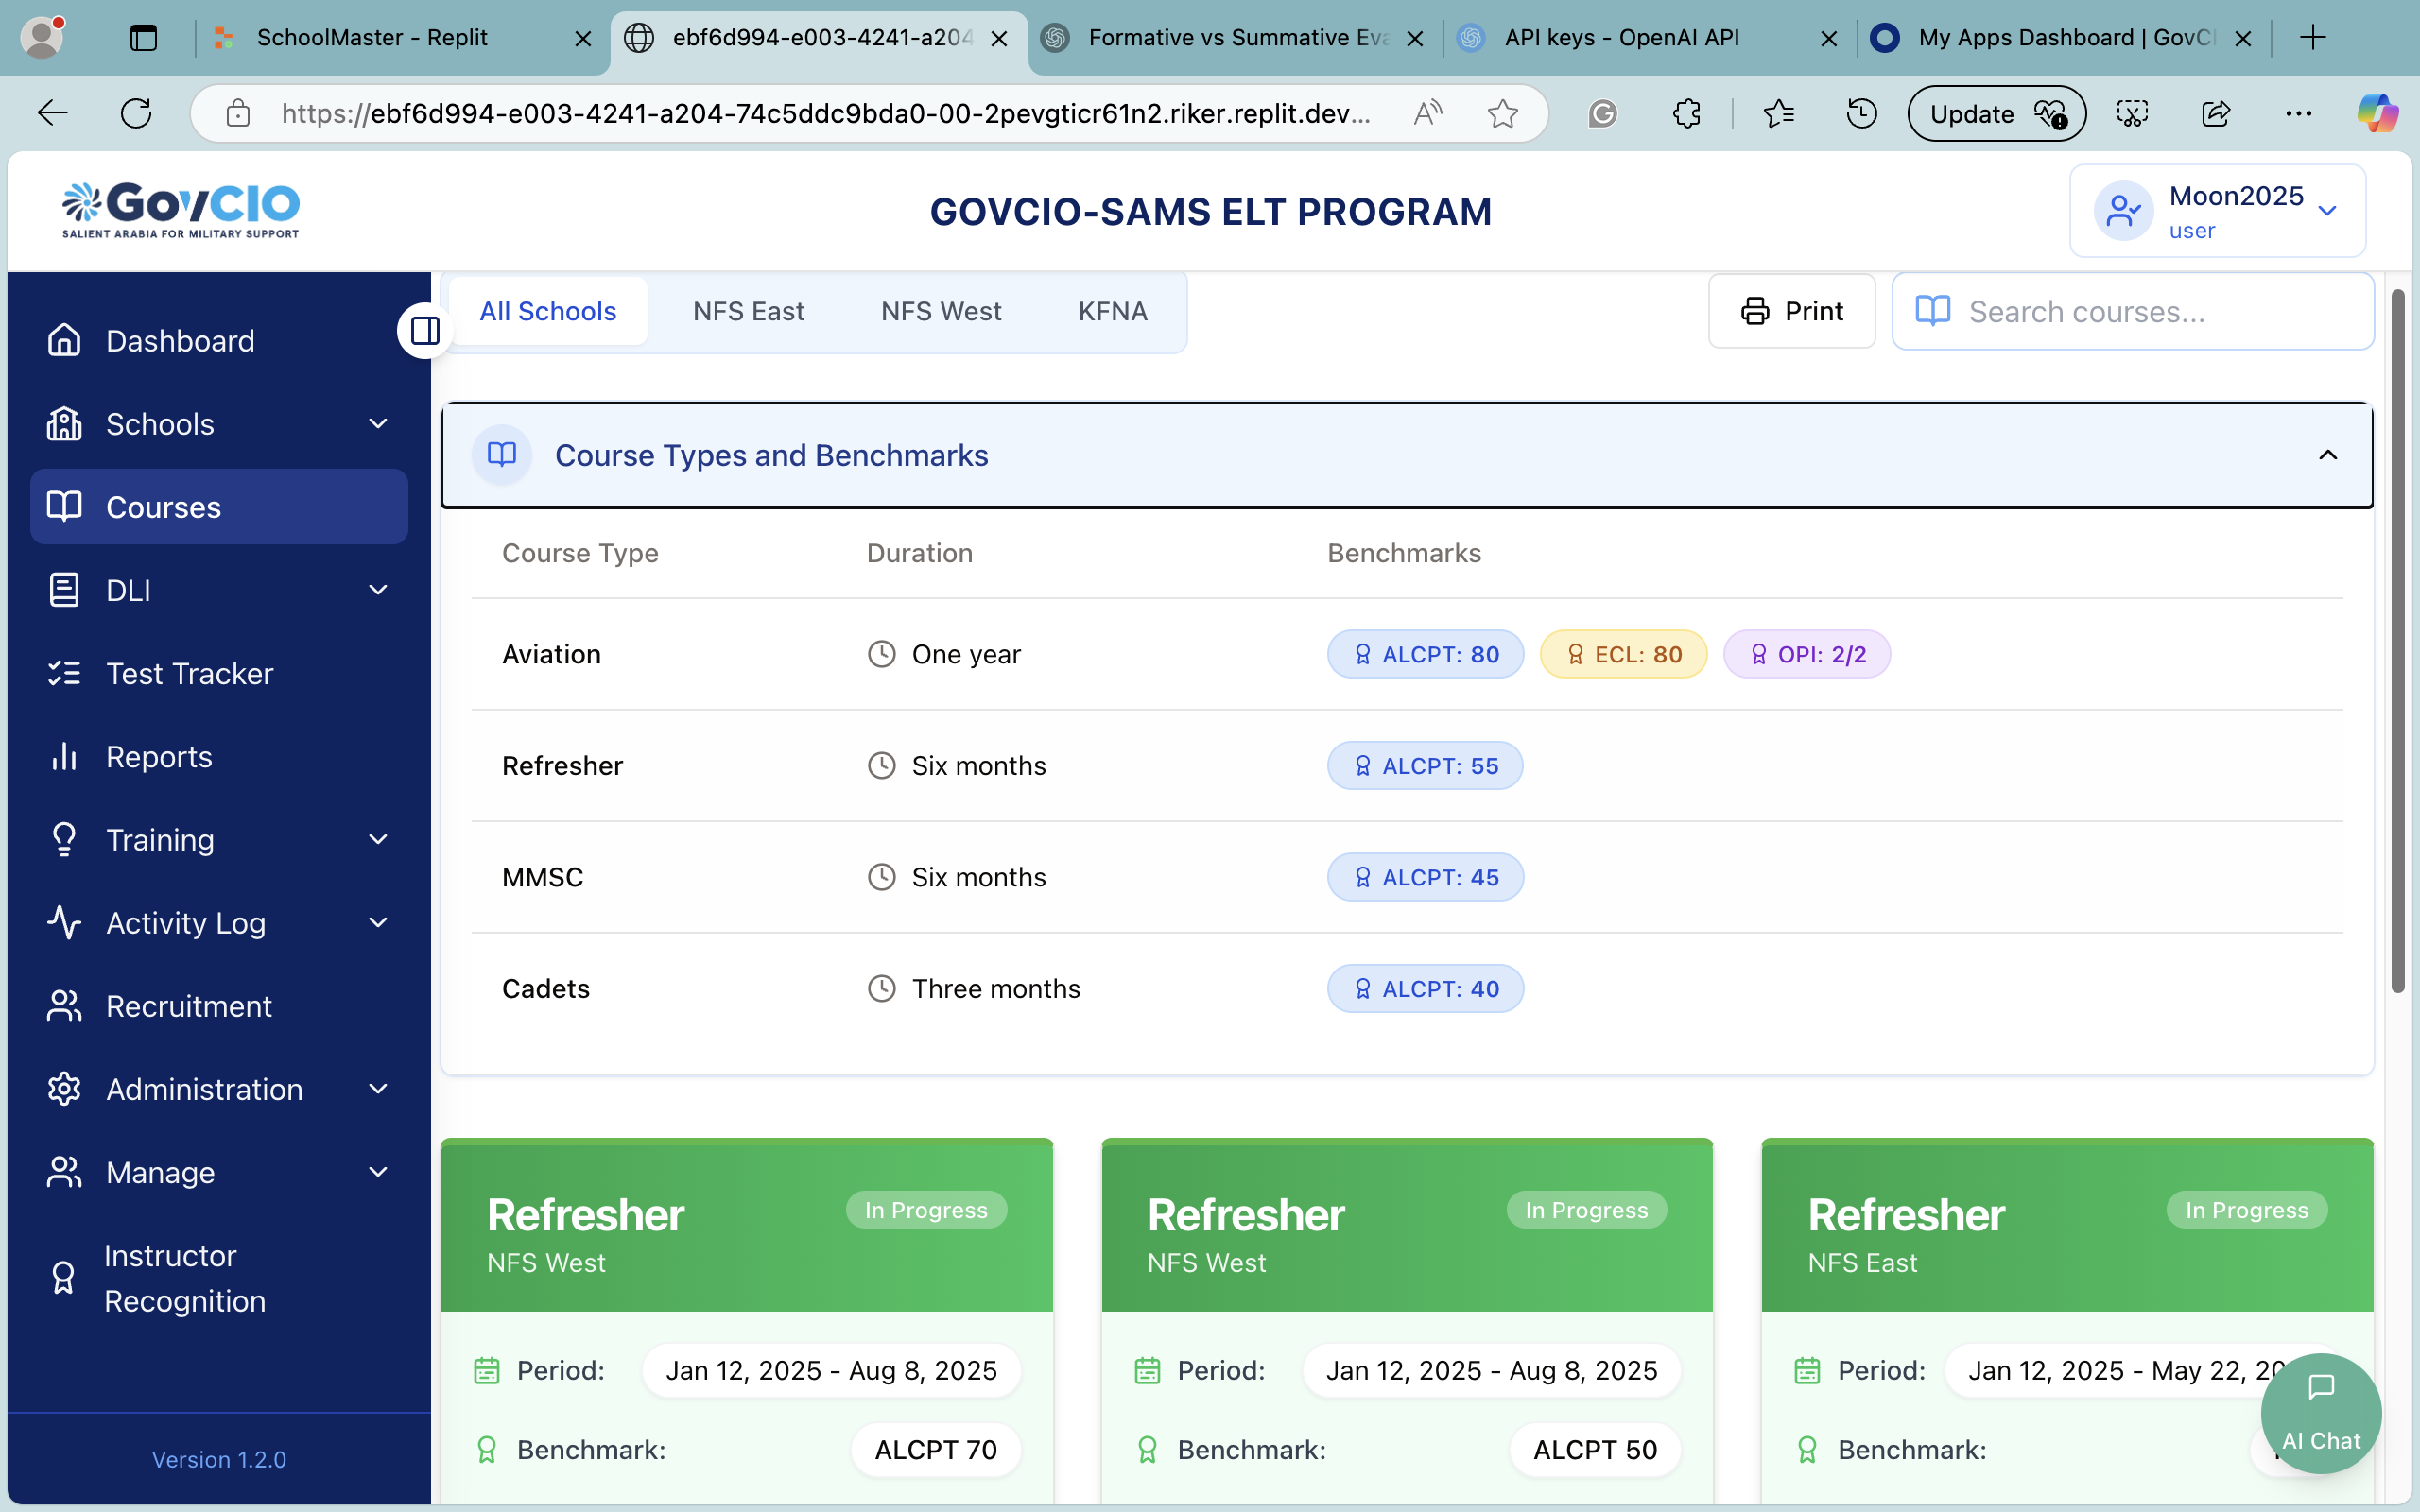 SchoolMaster - Replit
ebf6d994-e003-4241-a204
Formative vs Summative Eva
API keys - OpenAI API
My Apps Dashboard | GovCI
https://ebf6d994-e003-4241-a204-74c5ddc9bda0-00-2pevgticr61n2.riker.replit.dev...
Update
GovCIO
SALIENT ARABIA FOR MILITARY SUPPORT
GOVCIO-SAMS ELT PROGRAM
Moon2025
user
Dashboard
Schools
Courses
DLI
Test Tracker
Reports
Training
Activity Log
Recruitment
Administration
Manage
Instructor
Recognition
Version 1.2.0
All Schools NFS East NFS West KFNA
Print
Search courses...
Course Types and Benchmarks
Course Type Duration Benchmarks
Aviation One year ALCPT: 80 ECL: 80 OPI: 2/2
Refresher Six months ALCPT: 55
MMSC Six months ALCPT: 45
Cadets Three months ALCPT: 40
Refresher In Progress
NFS West
Period: Jan 12, 2025 - Aug 8, 2025
Benchmark: ALCPT 70
Refresher In Progress
NFS West
Period: Jan 12, 2025 - Aug 8, 2025
Benchmark: ALCPT 50
Refresher In Progress
NFS East
Period: Jan 12, 2025 - May 22, 20
Benchmark:
AI Chat